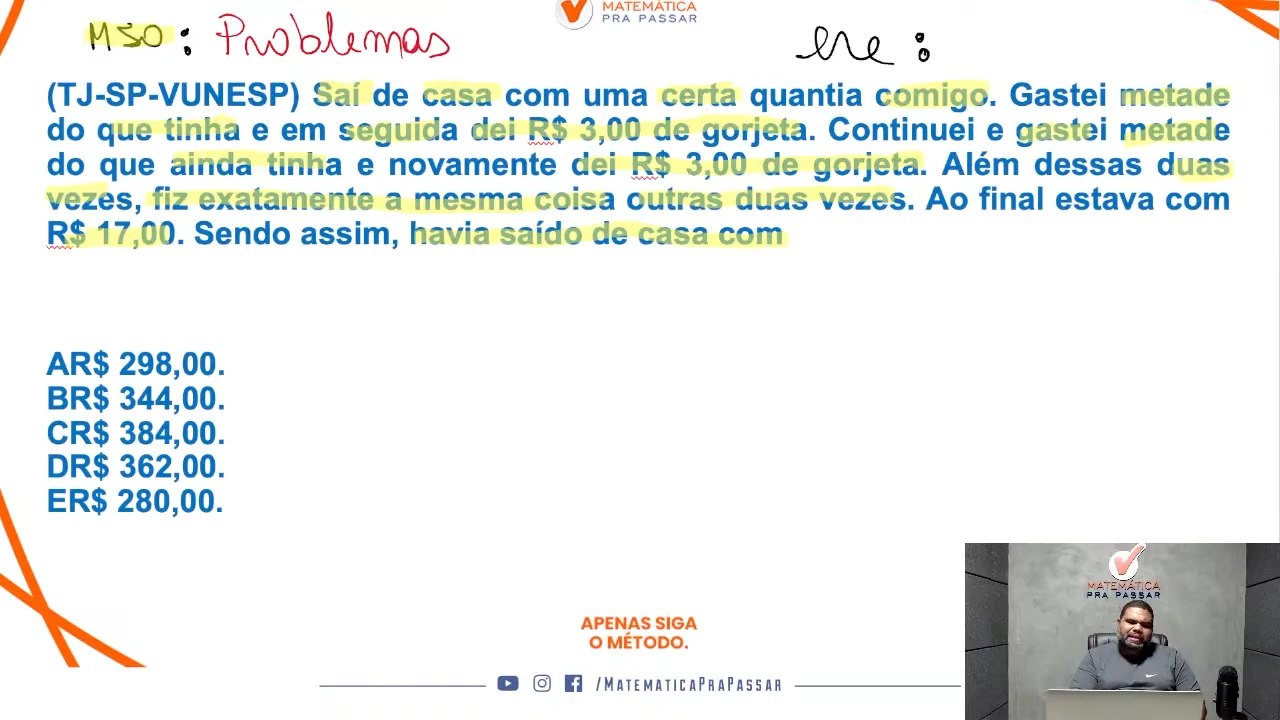 MATEMÁTICA
PRA PASSAR
MSO: Problemas
(TJ-SP-VUNESP) Saí de casa com uma certa quantia comigo. Gastei metade
do que tinha e em seguida dei R$ 3,00 de gorjeta. Continuei e gastei metade
do que ainda tinha e novamente dei R$ 3,00 de gorjeta. Além dessas duas
vezes, fiz exatamente a mesma coisa outras duas vezes. Ao final estava com
R$ 17,00. Sendo assim, havia saído de casa com
AR$ 298,00.
BR$ 344,00.
CR$ 384,00.
DR$ 362,00.
ER$ 280,00.
MATEMÁTICA
PRA PASSAR
APENAS SIGA
O MÉTODO.
/MATEMATICAPRAPASSAR